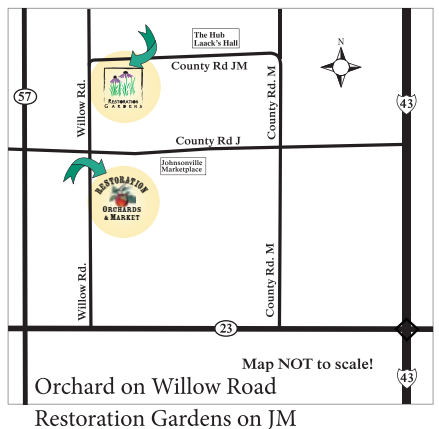 The Hub
Laack's Hall
N
County Rd JM
RESTORATION
GARDENS
Willow Rd.
County Rd. M
57
43
County Rd J
Johnsonville
Marketplace
RESTORATION
ORCHARDS
& MARKET
Willow Rd.
County Rd. M
23
Map NOT to scale!
43
Orchard on Willow Road
Restoration Gardens on JM